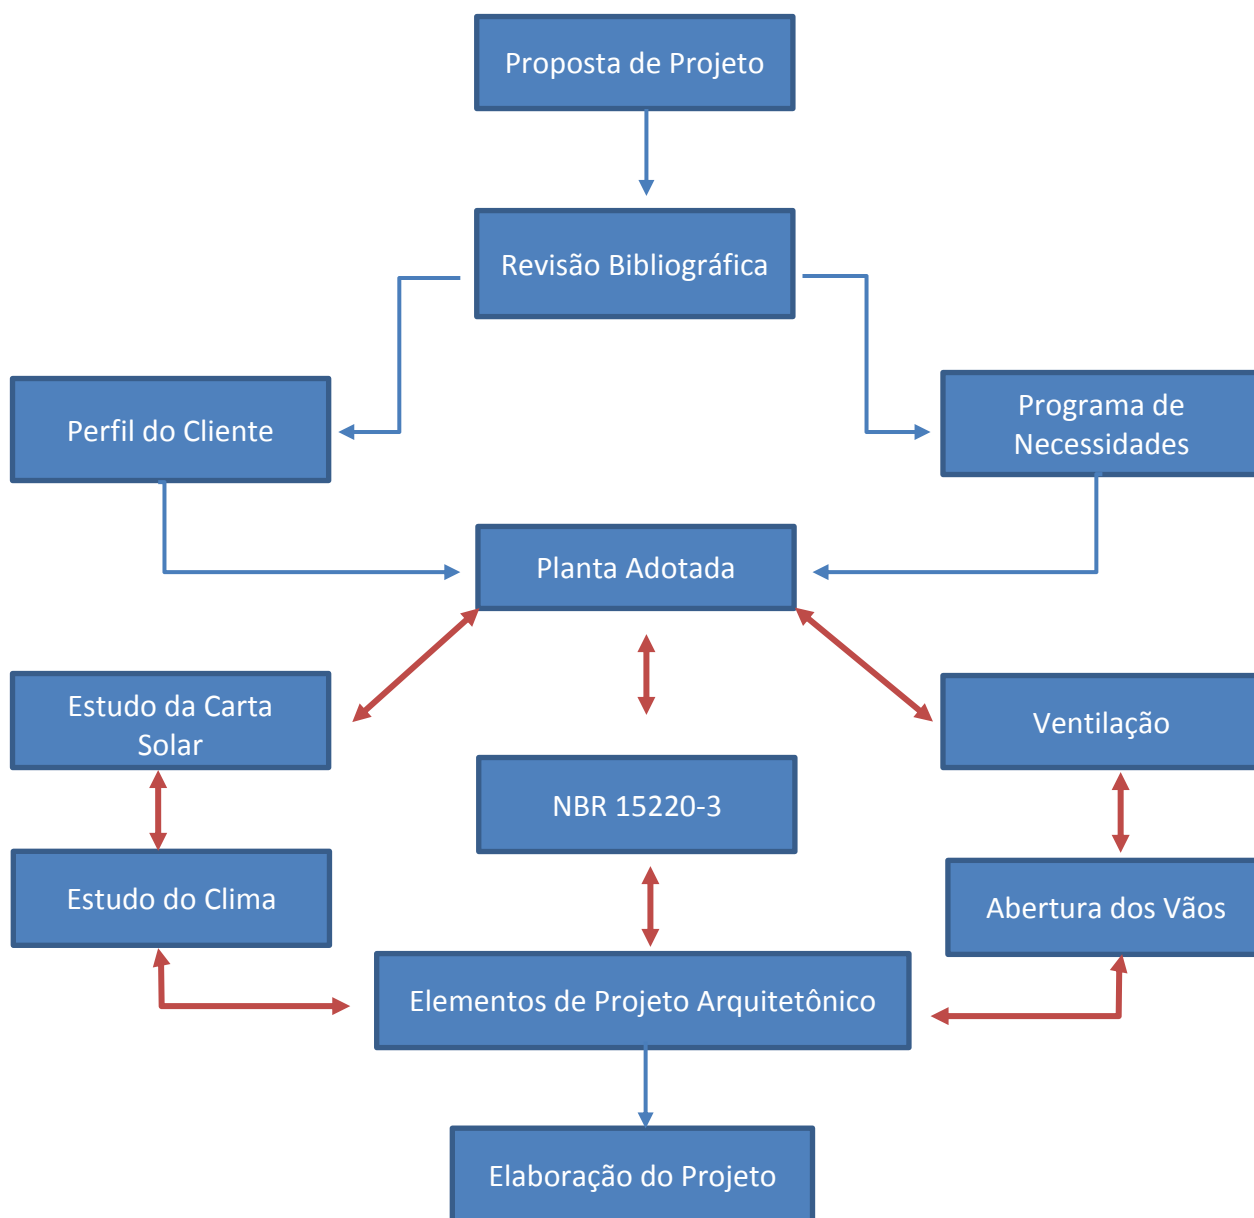 Proposta de Projeto
Revisão Bibliográfica
Perfil do Cliente
Programa de
Necessidades
Planta Adotada
Estudo da Carta
Solar
Ventilação
NBR 15220-3
Estudo do Clima
Abertura dos Vãos
Elementos de Projeto Arquitetônico
Elaboração do Projeto